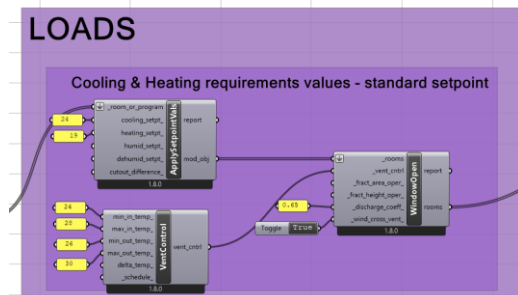 LOADS
Cooling & Heating requirements values - standard setpoint
_room_or_program
26
cooling_setpt_
19
heating_setpt_
humid_setpt_
dehumid_setpt_
cutout_difference_
ApplySetpointValues
report
mod_obj
1.8.0
24
min_in_temp_
28
max_in_temp_
26
min_out_temp_
30
max_out_temp_
delta_temp_
_schedule_
VentControl
vent_cntrl
1.8.0
_rooms
_vent_cntrl
_fract_area_oper_
_fract_height_oper_
0.65
_discharge_coeff_
Toggle True
_wind_cross_vent_
WindowOpen
report
rooms
1.8.0